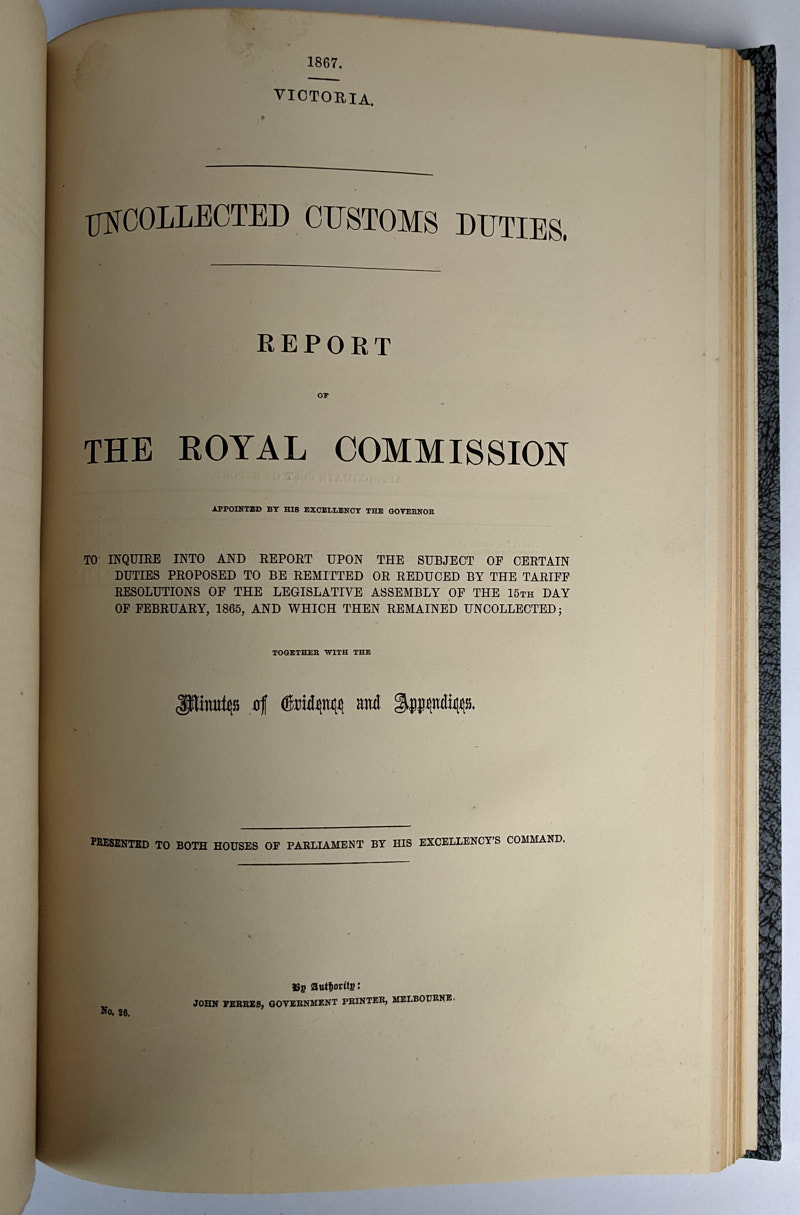 1867.
VICTORIA.
UNCOLLECTED CUSTOMS DUTIES.
REPORT
OF
THE ROYAL COMMISSION
APPOINTED BY HIS EXCELLENCY THE GOVERNOR
TO INQUIRE INTO AND REPORT UPON THE SUBJECT OF CERTAIN
DUTIES PROPOSED TO BE REMITTED OR REDUCED BY THE TARIFF
RESOLUTIONS OF THE LEGISLATIVE ASSEMBLY OF THE 15TH DAY
OF FEBRUARY, 1865, AND WHICH THEN REMAINED UNCOLLECTED;
TOGETHER WITH THE
Minutes of Evidence and Appendices.
PRESENTED TO BOTH HOUSES OF PARLIAMENT BY HIS EXCELLENCY'S COMMAND.
By Authority:
JOHN FERRES, GOVERNMENT PRINTER, MELBOURNE.
No. 26.